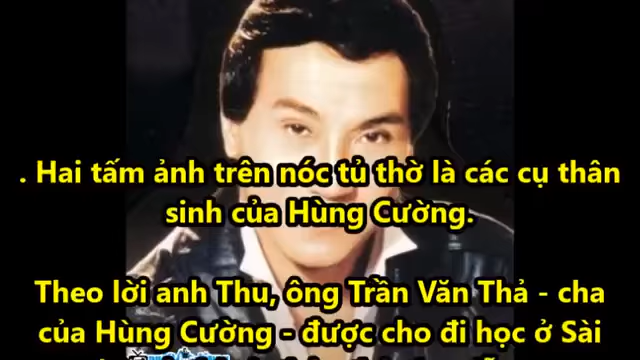 . Hai tấm ảnh trên nóc tủ thờ là các cụ thân
sinh của Hùng Cường.
Theo lời anh Thu, ông Trần Văn Thả - cha
của Hùng Cường - được cho đi học ở Sài